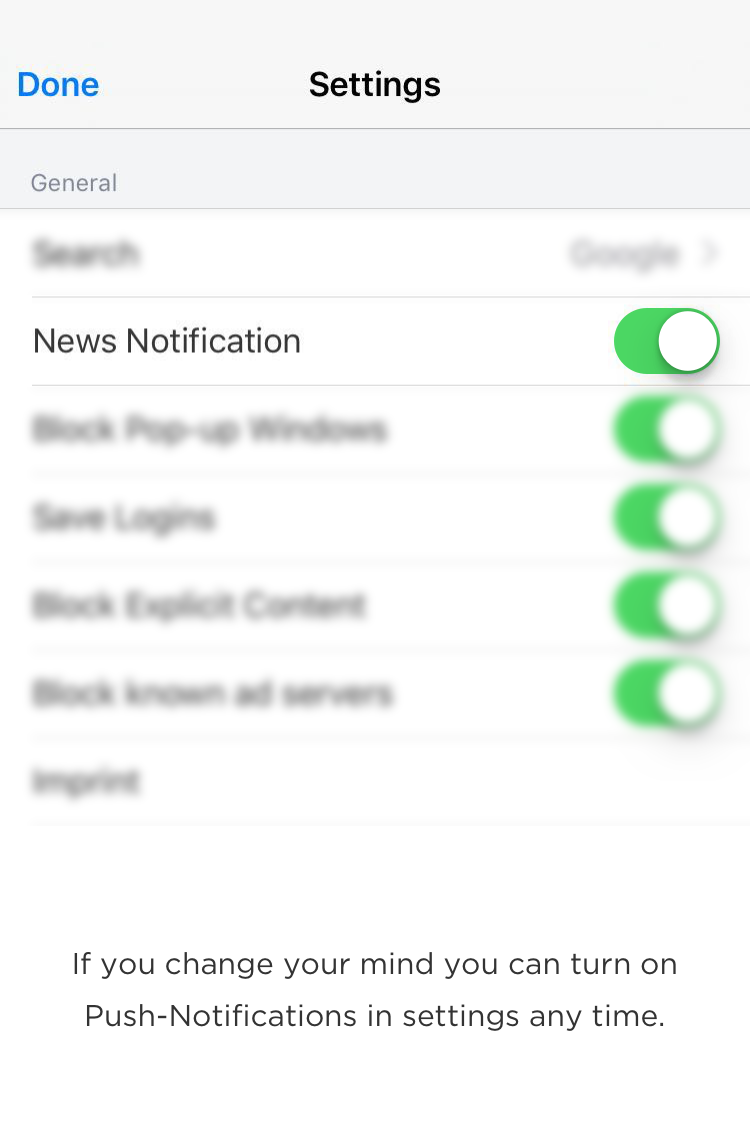 Done
Settings
General
Search
Google
News Notification
Block Pop-up Windows
Save Logins
Block Explicit Content
Block known ad servers
Imprint
If you change your mind you can turn on
Push-Notifications in settings any time.